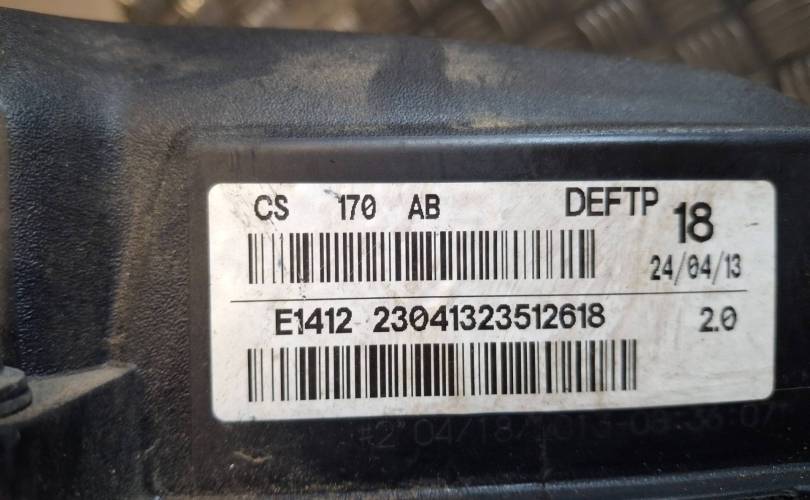 CS 170 AB DEFTP 18
24/04/13
E1412 23041323512618 2.0